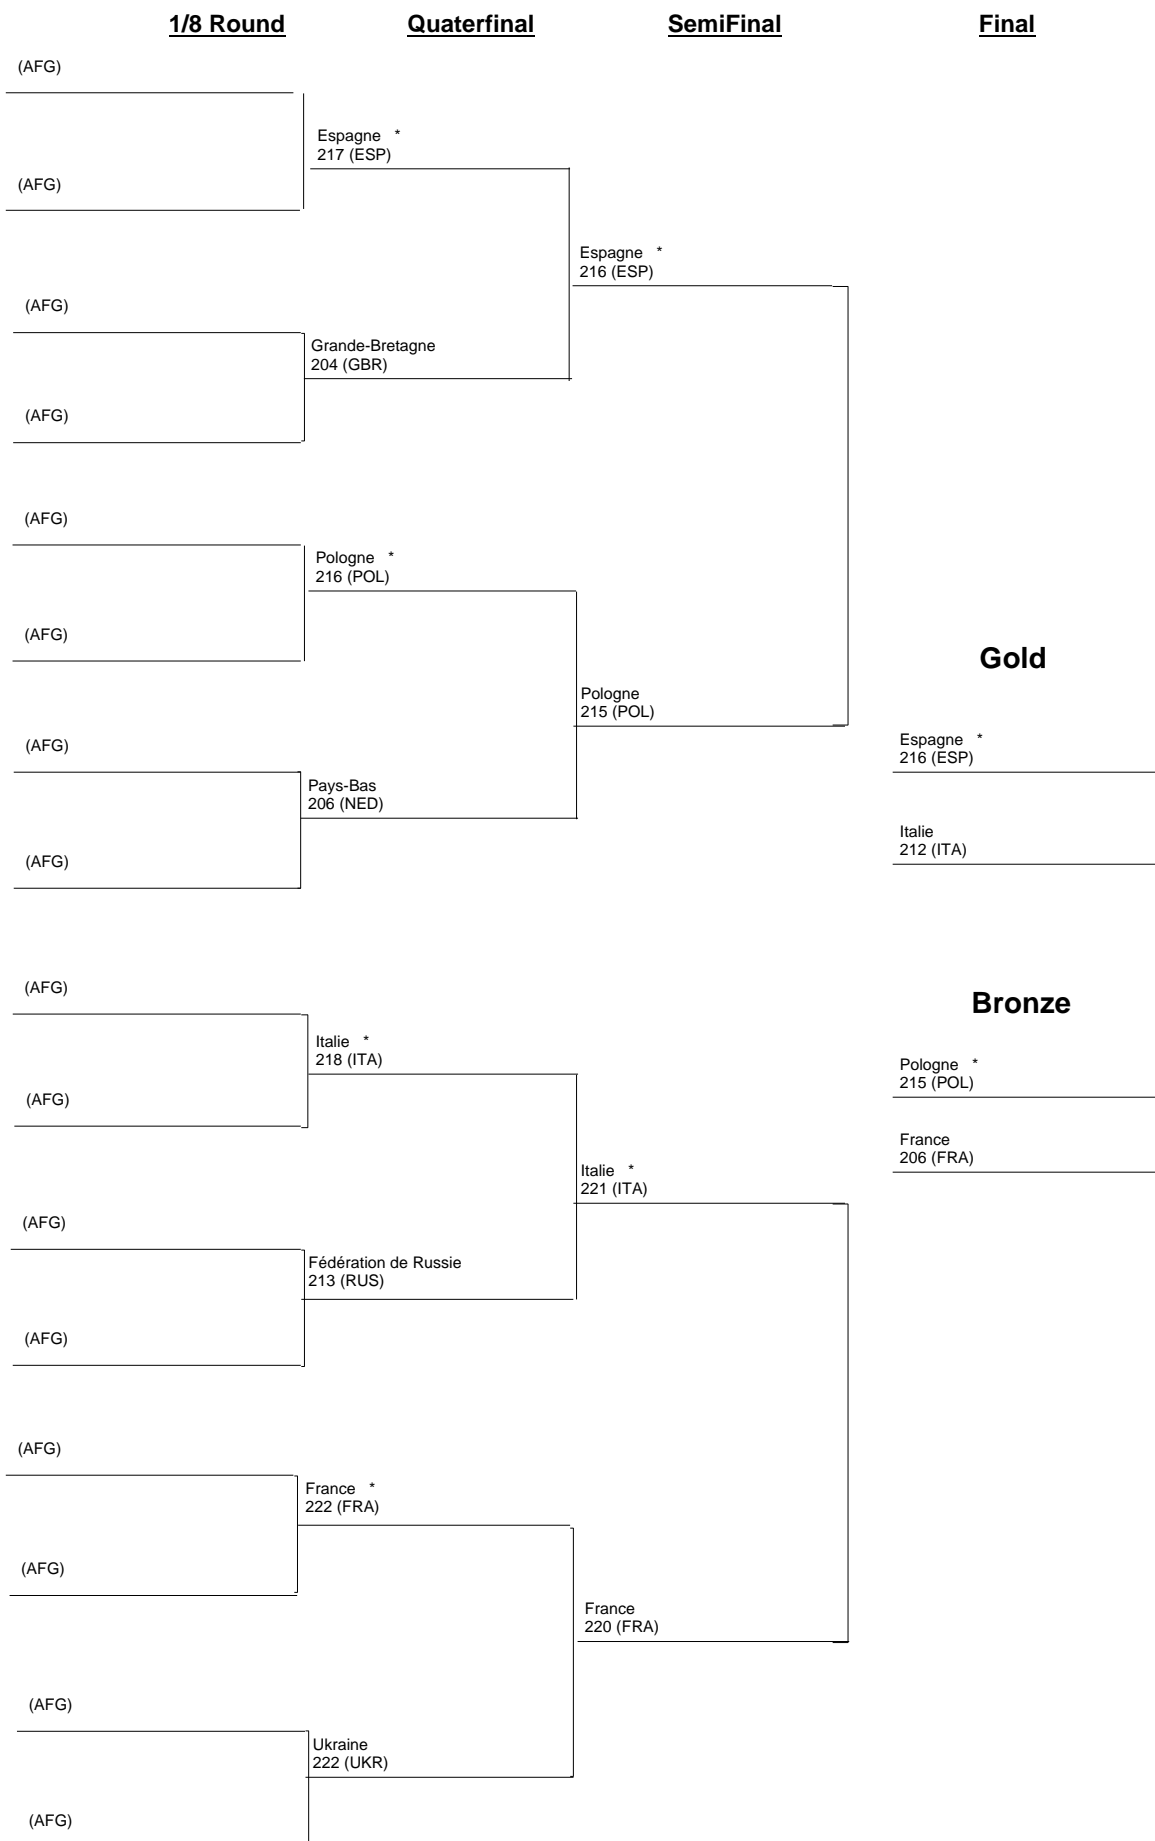 1/8 Round Quaterfinal SemiFinal Final
(AFG)
Espagne *
217 (ESP)
(AFG)
Espagne *
216 (ESP)
(AFG)
Grande-Bretagne
204 (GBR)
(AFG)
(AFG)
Pologne *
216 (POL)
(AFG)
Gold
Pologne
215 (POL)
(AFG)
Espagne *
216 (ESP)
Pays-Bas
206 (NED)
Italie
212 (ITA)
(AFG)
(AFG)
Bronze
Italie *
218 (ITA)
Pologne *
215 (POL)
(AFG)
France
206 (FRA)
Italie *
221 (ITA)
(AFG)
Fédération de Russie
213 (RUS)
(AFG)
(AFG)
France *
222 (FRA)
(AFG)
France
220 (FRA)
(AFG)
Ukraine
222 (UKR)
(AFG)